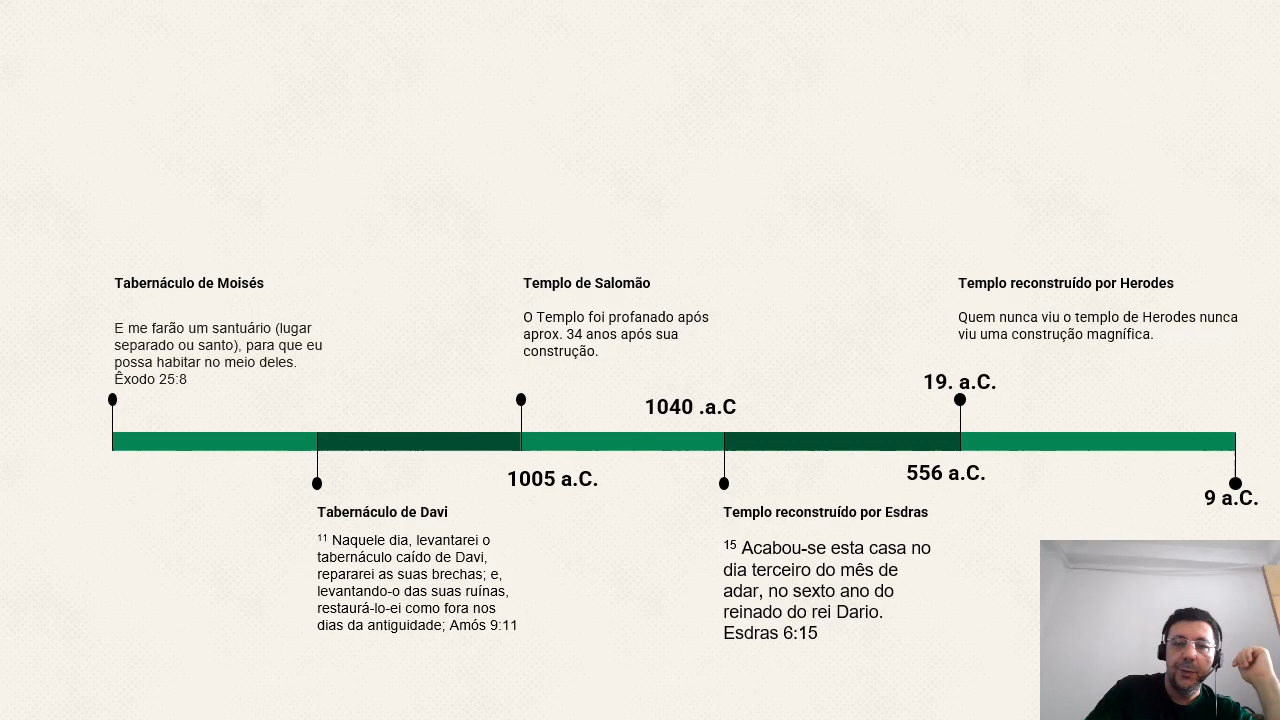 Tabernáculo de Moisés
E me farão um santuário (lugar
separado ou santo), para que eu
possa habitar no meio deles.
Êxodo 25:8
Templo de Salomão
O Templo foi profanado após
aprox. 34 anos após sua
construção.
Templo reconstruído por Herodes
Quem nunca viu o templo de Herodes nunca
viu uma construção magnífica.
1040 .a.C
19. a.C.
1005 a.C.
556 a.C.
9 a.C.
Tabernáculo de Davi
¹¹ Naquele dia, levantarei o
tabernáculo caído de Davi,
repararei as suas brechas; e,
levantando-o das suas ruínas,
restaurá-lo-ei como fora nos
dias da antiguidade; Amós 9:11
Templo reconstruído por Esdras
¹⁵ Acabou-se esta casa no
dia terceiro do mês de
adar, no sexto ano do
reinado do rei Dario.
Esdras 6:15